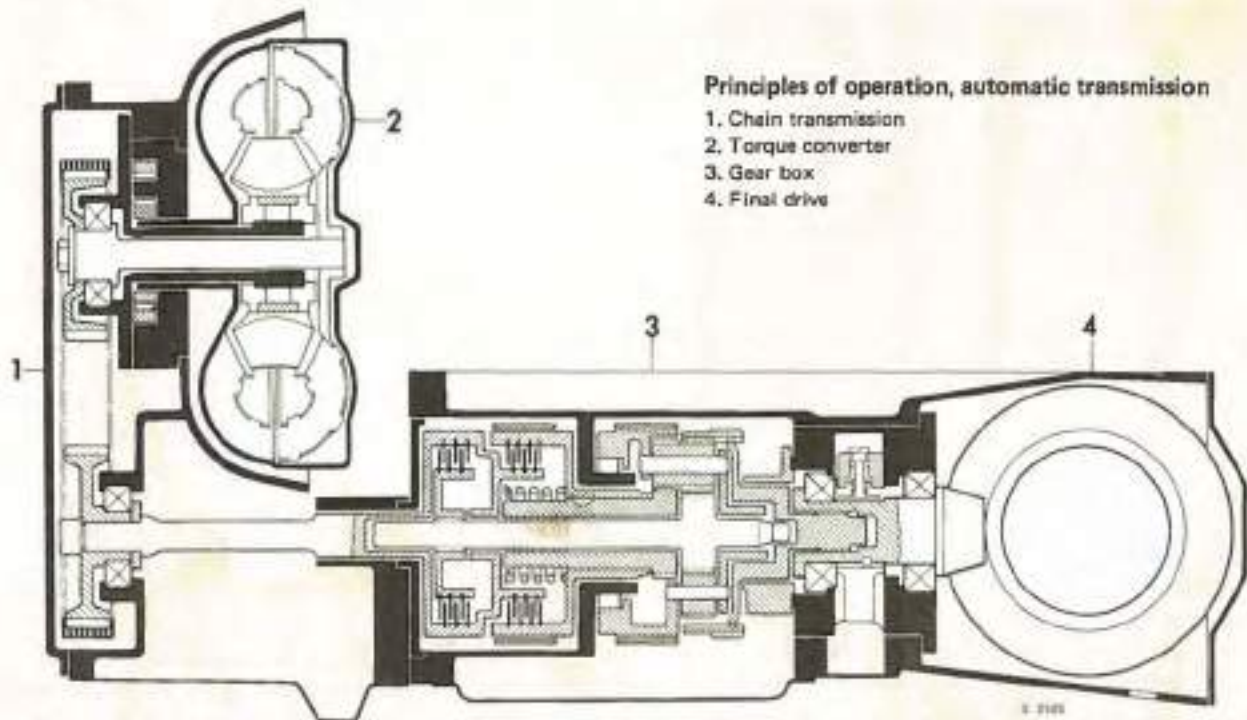 Principles of operation, automatic transmission
1. Chain transmission
2. Torque converter
3. Gear box
4. Final drive
2
3
4
1